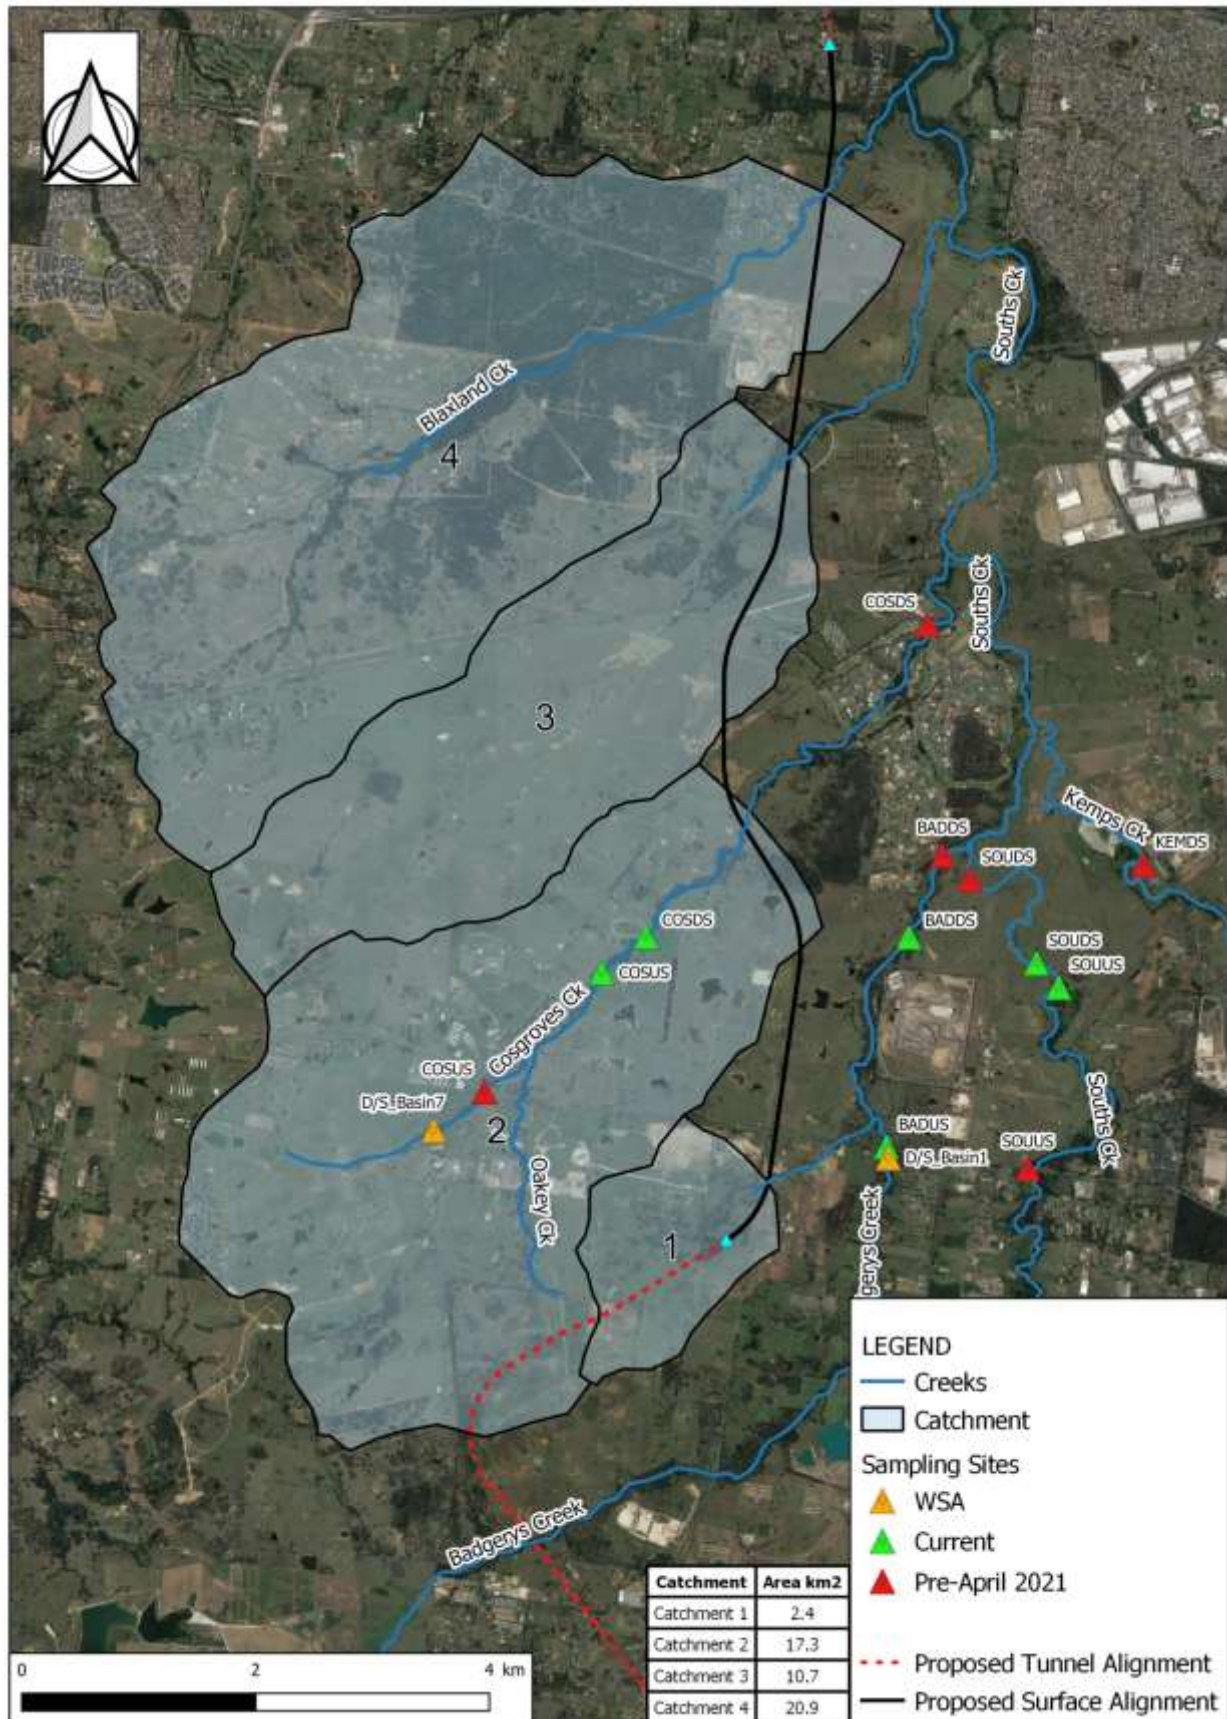 Souths Ck
Blaxland Ck
4
Souths Ck
COSDS
3
Kemps Ck
BADDS
KEMDS
SOUDS
COSDS
BADDS
SOUDS
COSUS
SOUUS
Cosgroves Ck
COSUS
D/S_Basin7
2
Souths Ck
BADUS
SOUUS
D/S_Basin1
Oakey Ck
1
gerys Creek
LEGEND
Creeks
Catchment
Sampling Sites
WSA
Current
Pre-April 2021
Proposed Tunnel Alignment
Proposed Surface Alignment
Badgerys Creek
Catchment Area km2
Catchment 1 2.4
Catchment 2 17.3
Catchment 3 10.7
Catchment 4 20.9
0 2 4 km